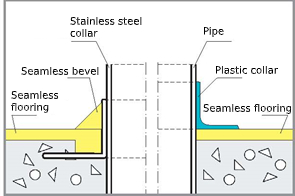 Stainless steel
collar
Pipe
Seamless bevel
Plastic collar
Seamless
flooring
Seamless flooring